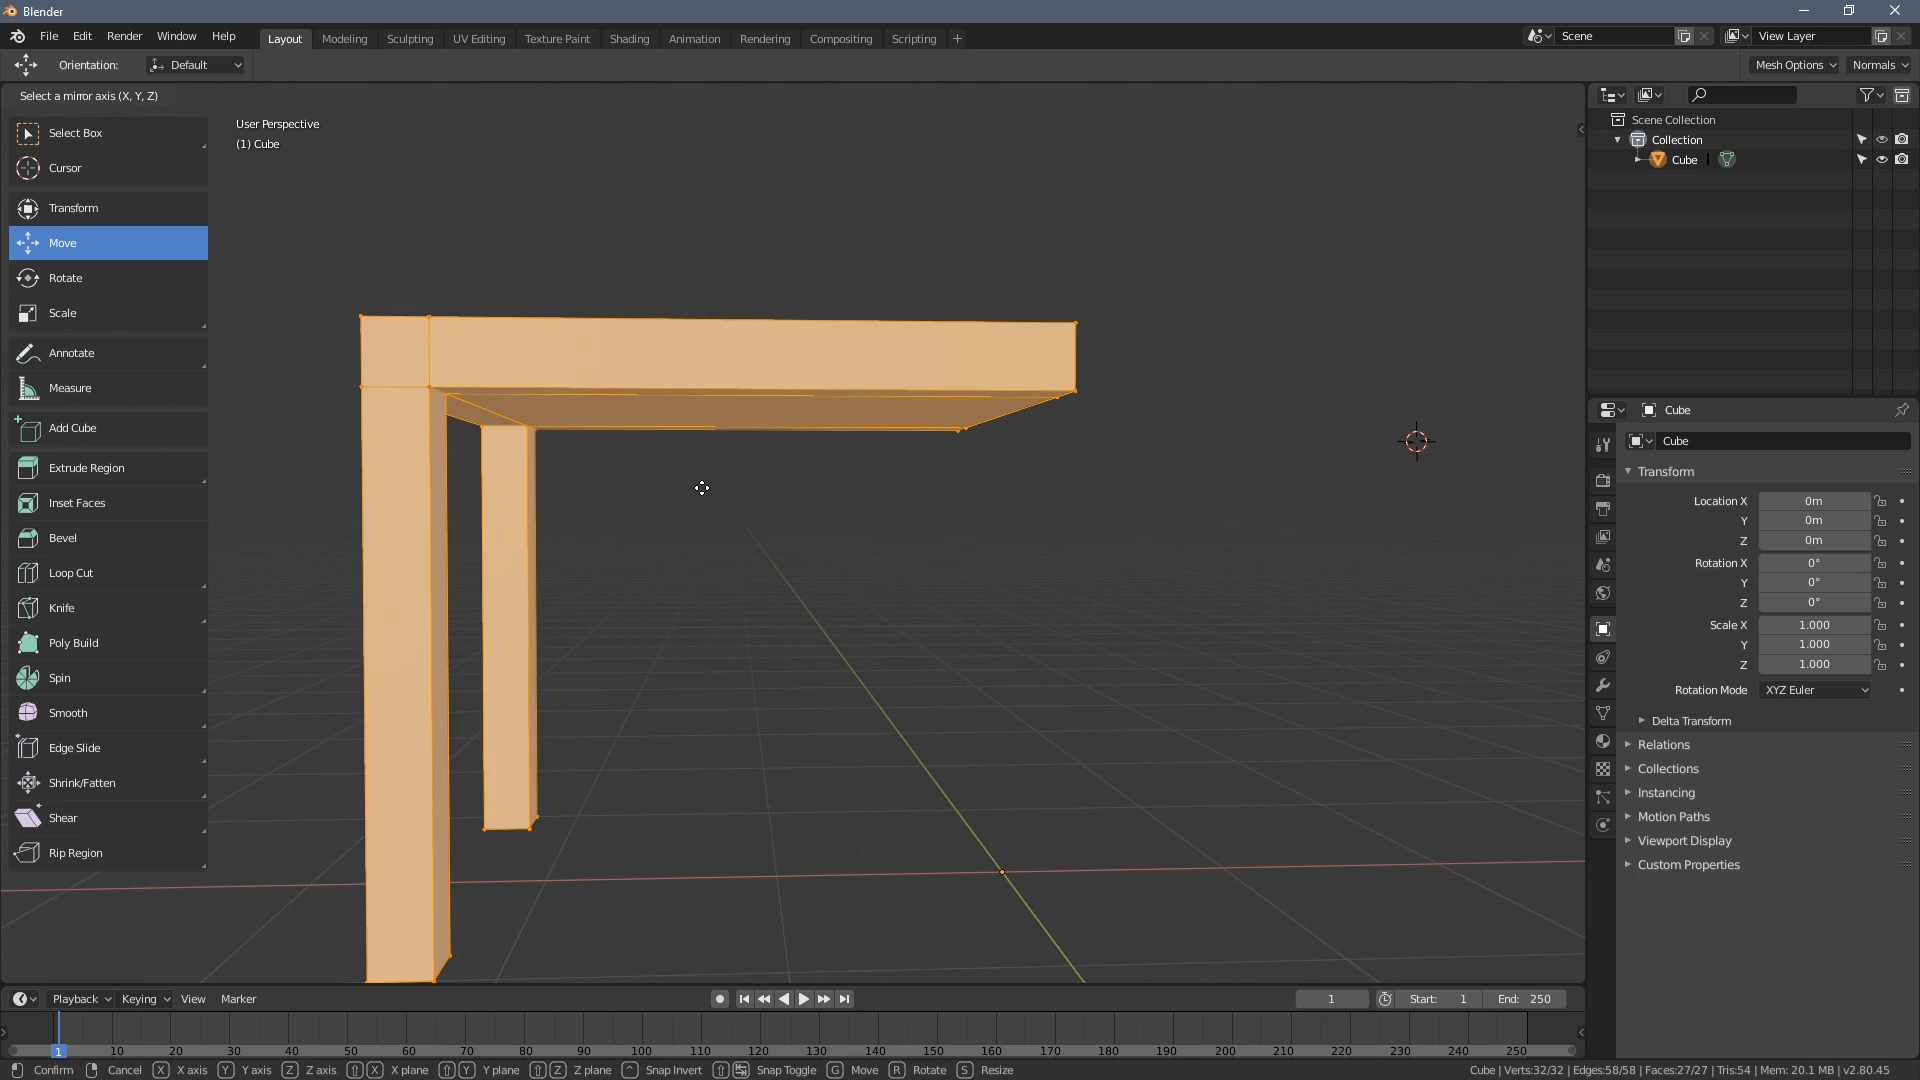 Blender
File Edit Render Window Help Layout Modeling Sculpting UV Editing Texture Paint Shading Animation Rendering Compositing Scripting + Scene View Layer
Orientation: Default Mesh Options Normals
Select a mirror axis (X, Y, Z)
User Perspective
(1) Cube
Select Box
Cursor
Transform
Move
Rotate
Scale
Annotate
Measure
Add Cube
Extrude Region
Inset Faces
Bevel
Loop Cut
Knife
Poly Build
Spin
Smooth
Edge Slide
Shrink/Fatten
Shear
Rip Region
Scene Collection
Collection
Cube
Cube
Cube
Transform
Location X 0m
Y 0m
Z 0m
Rotation X 0°
Y 0°
Z 0°
Scale X 1.000
Y 1.000
Z 1.000
Rotation Mode XYZ Euler
Delta Transform
Relations
Collections
Instancing
Motion Paths
Viewport Display
Custom Properties
Playback Keying View Marker 1 Start: 1 End: 250
1 10 20 30 40 50 60 70 80 90 100 110 120 130 140 150 160 170 180 190 200 210 220 230 240 250
Confirm Cancel X X axis Y Y axis Z Z axis X X plane Y Y plane Z Z plane ^ Snap Invert Snap Toggle G Move R Rotate S Resize Cube | Verts:32/32 | Edges:58/58 | Faces:27/27 | Tris:54 | Mem: 20.1 MB | v2.80.45